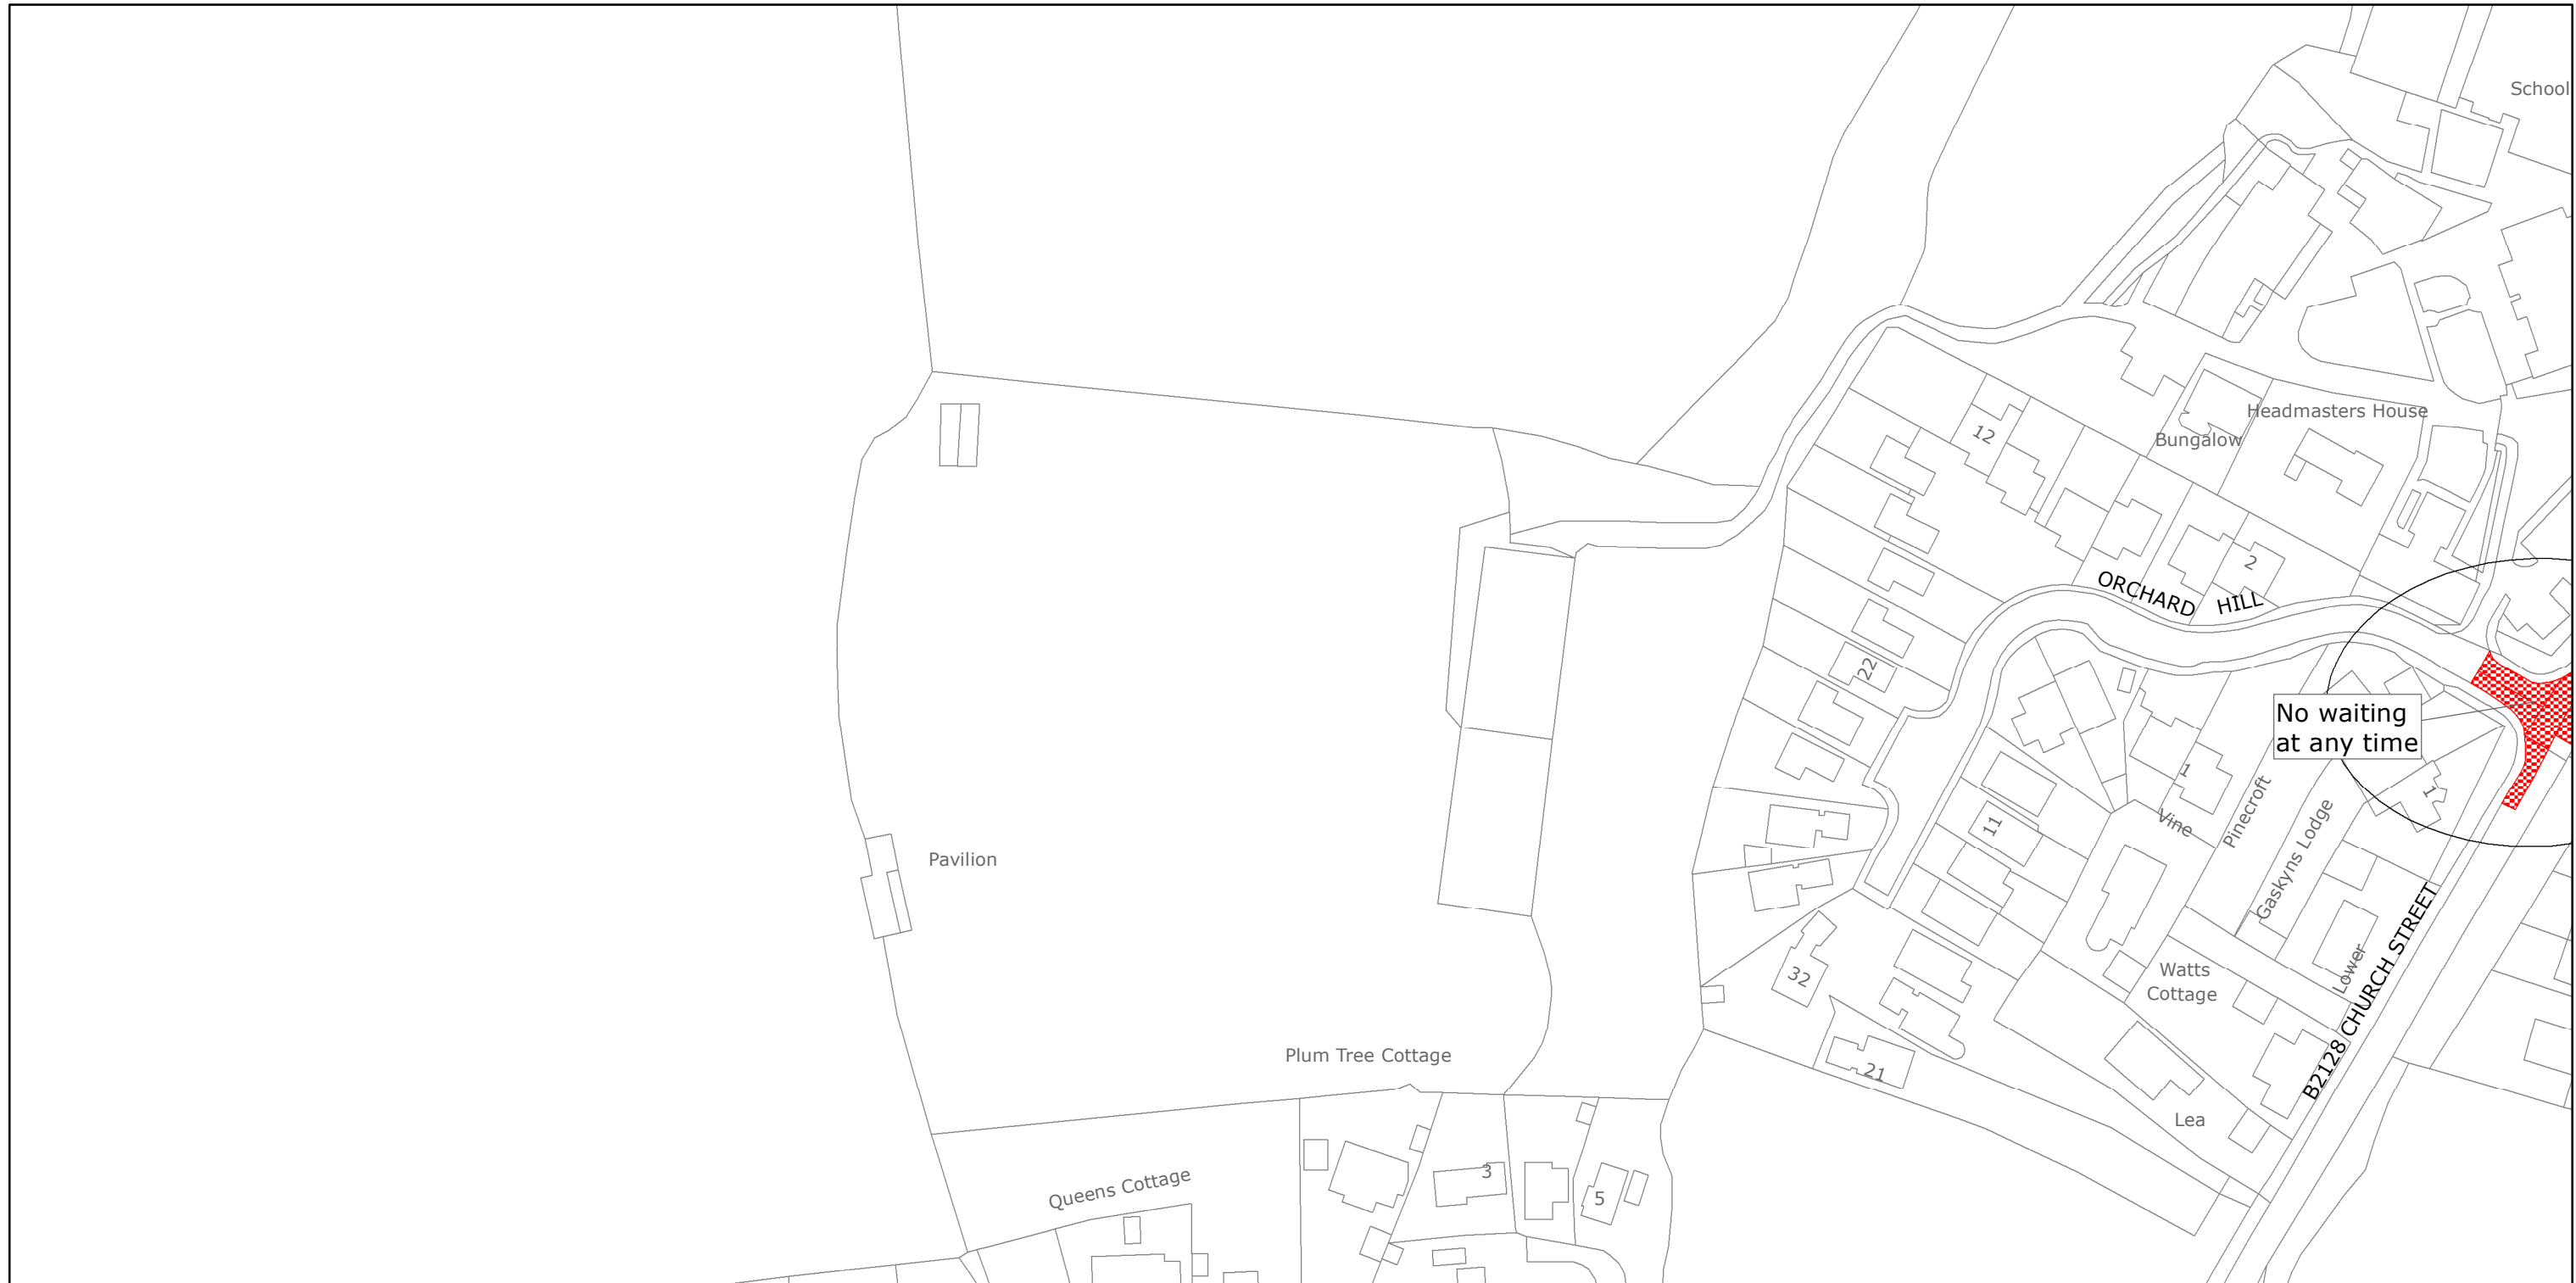 School
Headmasters House
Bungalow
12
2
ORCHARD HILL
22
No waiting
at any time
1
1
11
Vine
Pinecroft
Gaskyns Lodge
Pavilion
Lower
B2128 CHURCH STREET
Watts
Cottage
32
21
Plum Tree Cottage
Lea
Queens Cottage
3
5